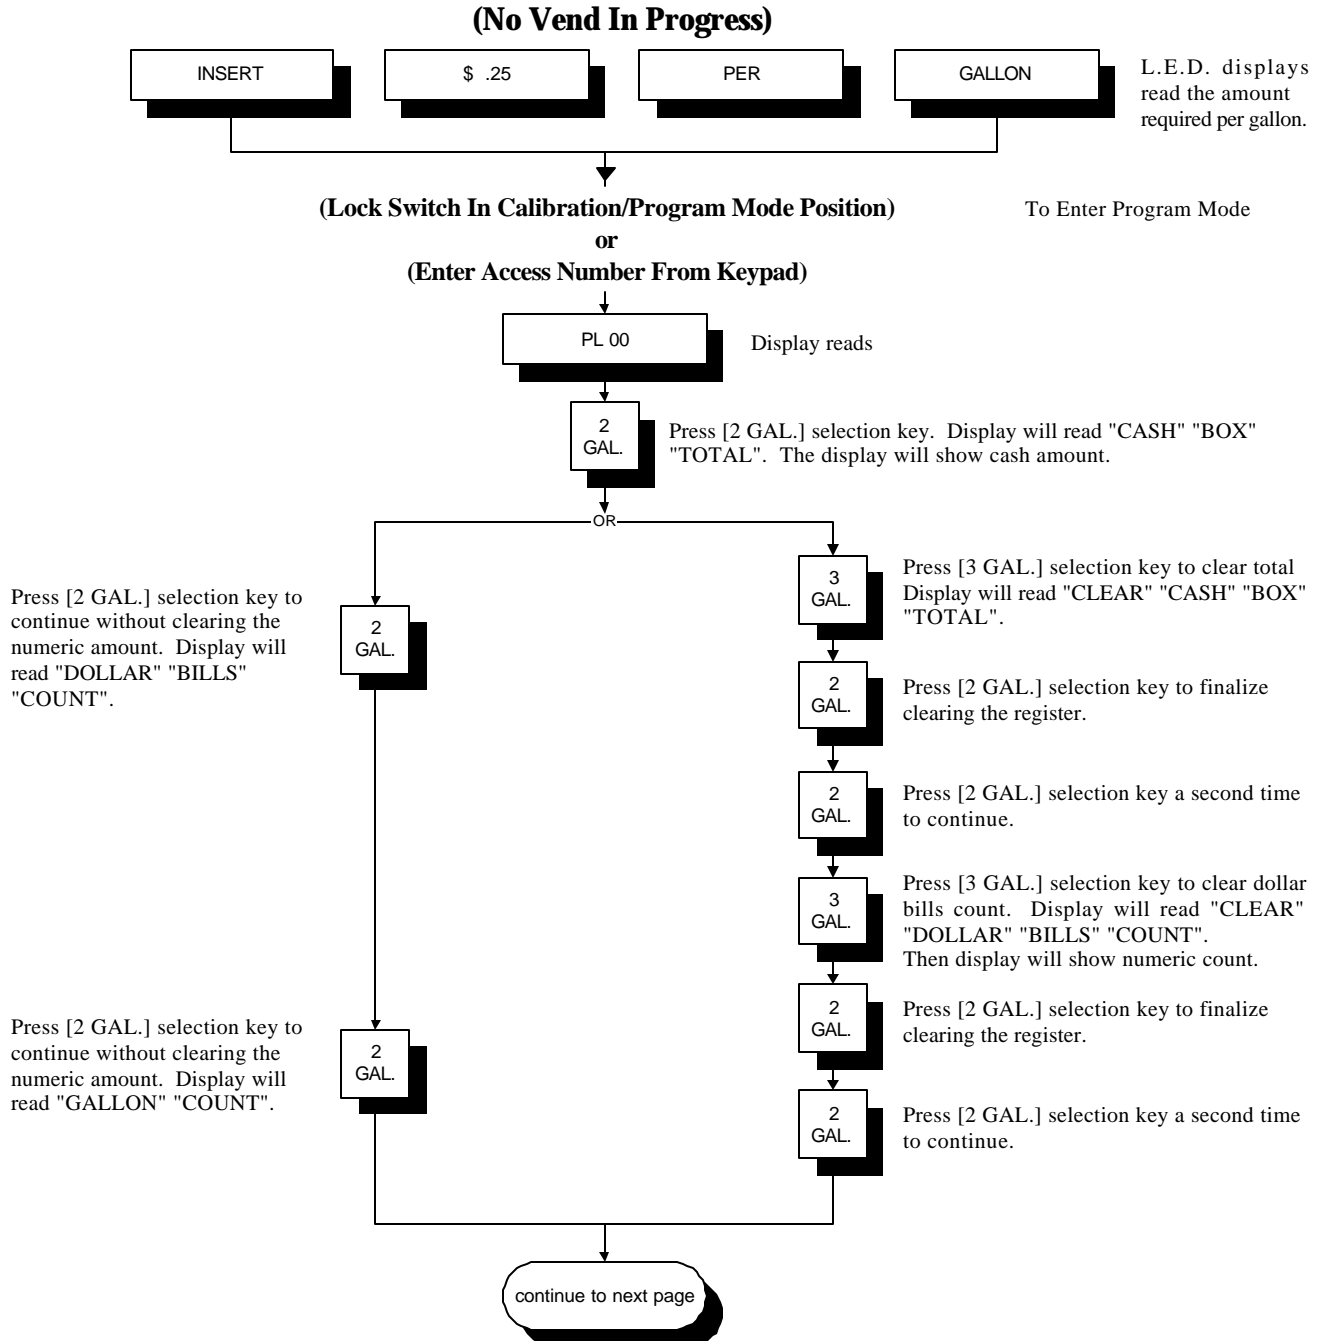 (No Vend In Progress)
INSERT
$ .25
PER
GALLON
L.E.D. displays
read the amount
required per gallon.
(Lock Switch In Calibration/Program Mode Position)
To Enter Program Mode
or
(Enter Access Number From Keypad)
PL 00
Display reads
2
GAL.
Press [2 GAL.] selection key. Display will read "CASH" "BOX"
"TOTAL". The display will show cash amount.
OR
Press [2 GAL.] selection key to
continue without clearing the
numeric amount. Display will
read "DOLLAR" "BILLS"
"COUNT".
2
GAL.
3
GAL.
Press [3 GAL.] selection key to clear total
Display will read "CLEAR" "CASH" "BOX"
"TOTAL".
2
GAL.
Press [2 GAL.] selection key to finalize
clearing the register.
2
GAL.
Press [2 GAL.] selection key a second time
to continue.
3
GAL.
Press [3 GAL.] selection key to clear dollar
bills count. Display will read "CLEAR"
"DOLLAR" "BILLS" "COUNT".
Then display will show numeric count.
Press [2 GAL.] selection key to
continue without clearing the
numeric amount. Display will
read "GALLON" "COUNT".
2
GAL.
2
GAL.
Press [2 GAL.] selection key to finalize
clearing the register.
2
GAL.
Press [2 GAL.] selection key a second time
to continue.
continue to next page